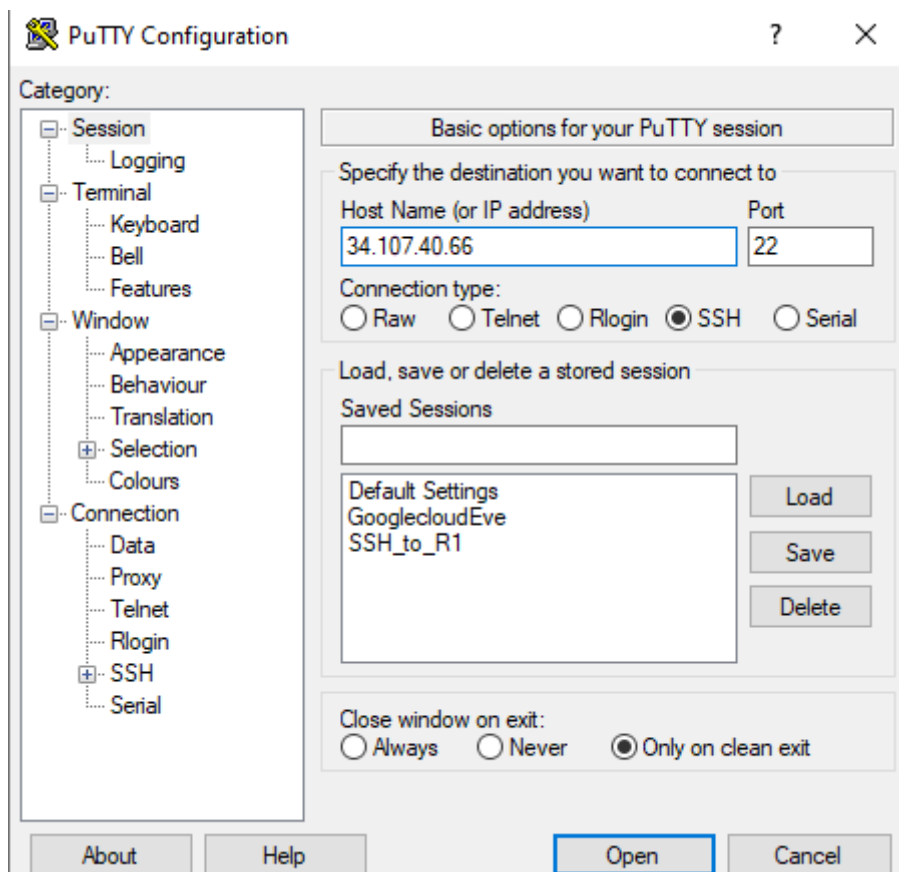 PuTTY Configuration
?
Category:
Session
Logging
Terminal
Keyboard
Bell
Features
Window
Appearance
Behaviour
Translation
Selection
Colours
Connection
Data
Proxy
Telnet
Rlogin
SSH
Serial
Basic options for your PuTTY session
Specify the destination you want to connect to
Host Name (or IP address) Port
34.107.40.66 22
Connection type:
Raw Telnet Rlogin SSH Serial
Load, save or delete a stored session
Saved Sessions
Default Settings
GooglecloudEve
SSH_to_R1
Load
Save
Delete
Close window on exit:
Always Never Only on clean exit
About Help Open Cancel